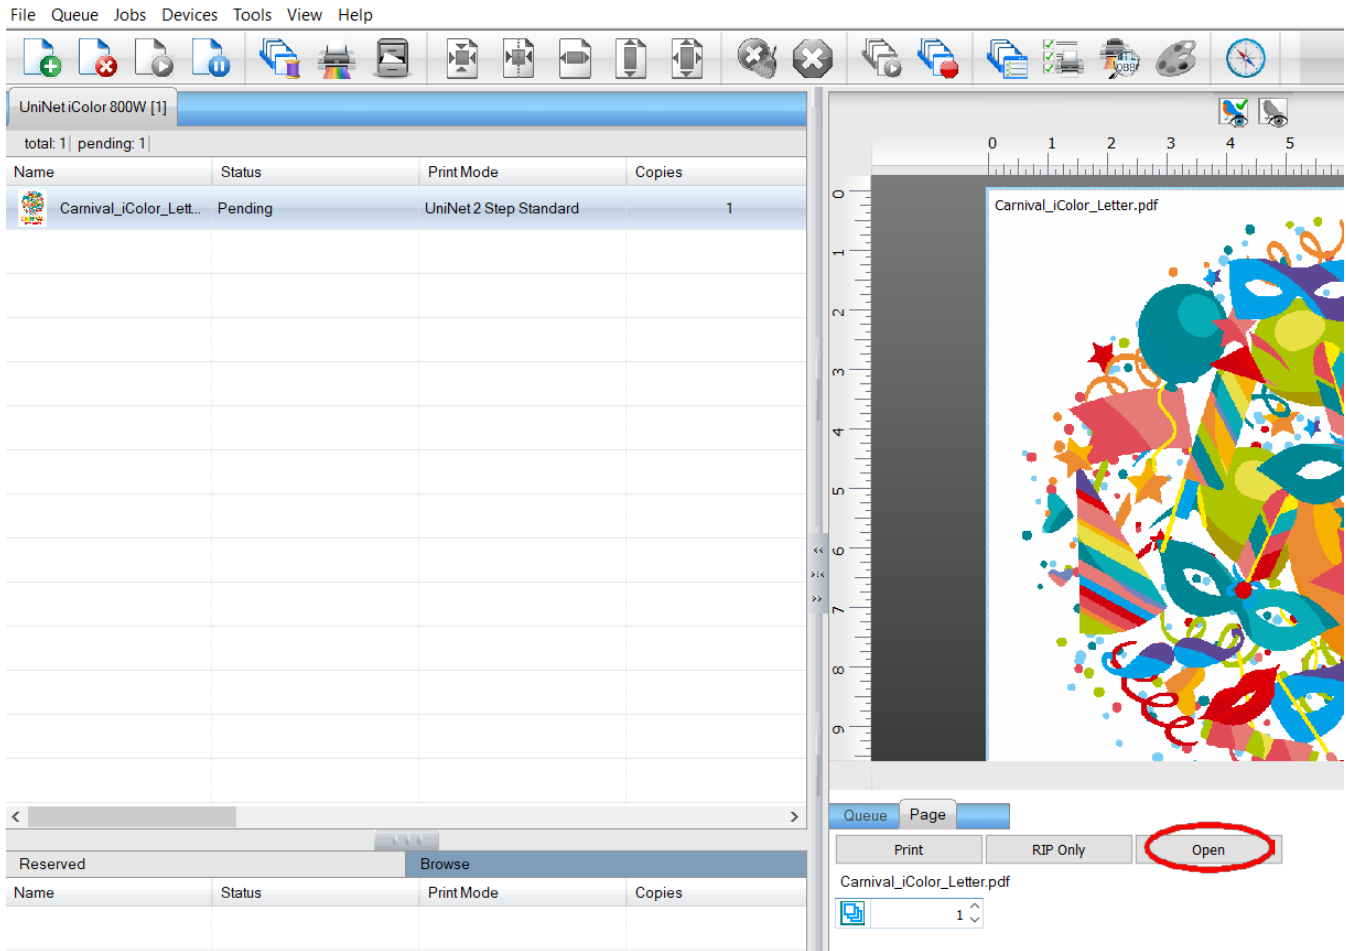 File Queue Jobs Devices Tools View Help
UniNet iColor 800W [1]
total: 1 pending: 1
Name Status Print Mode Copies
Carnival_iColor_Lett... Pending UniNet 2 Step Standard 1
0 1 2 3 4 5
0
1
2
3
4
5
6
7
8
9
Carnival_iColor_Letter.pdf
Queue Page
Print RIP Only Open
Carnival_iColor_Letter.pdf
1
Reserved Browse
Name Status Print Mode Copies